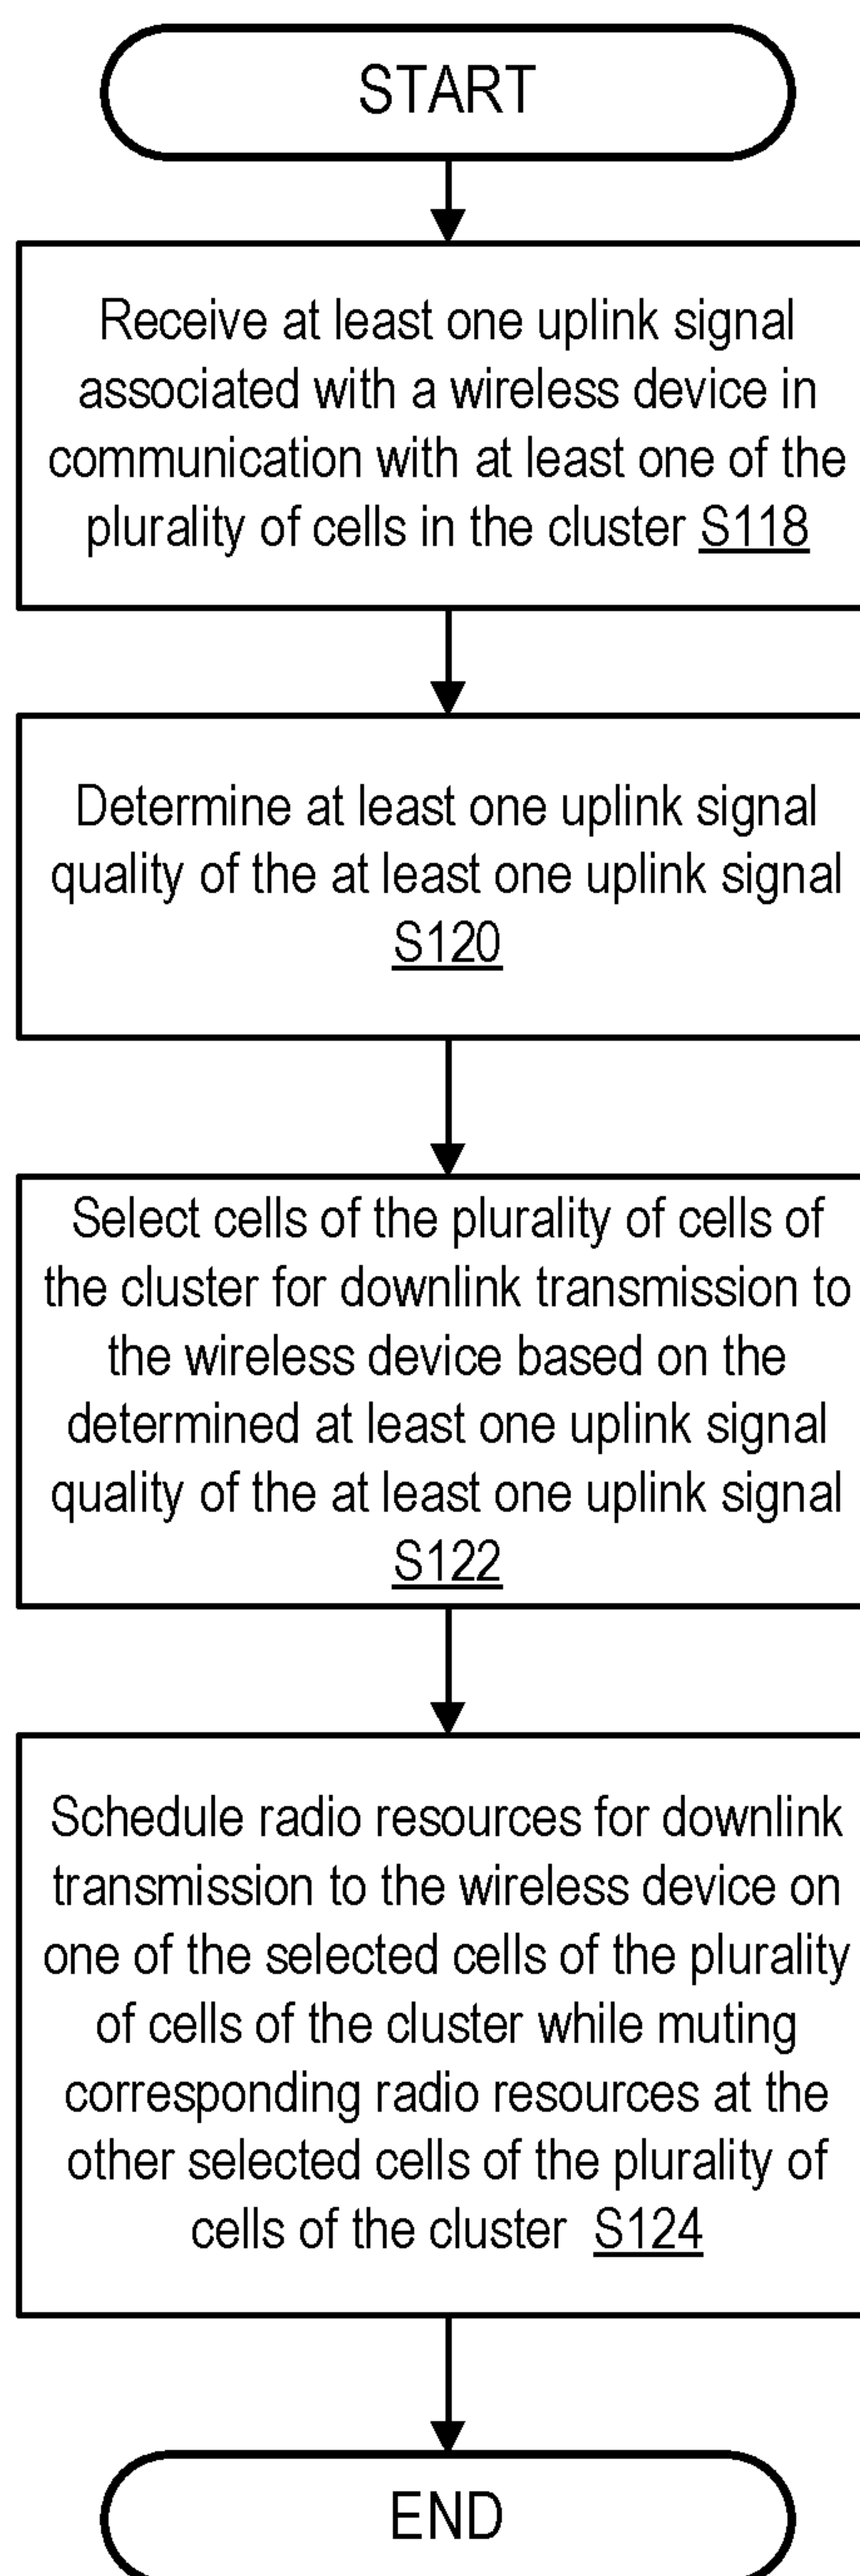 START
Receive at least one uplink signal
associated with a wireless device in
communication with at least one of the
plurality of cells in the cluster S118
Determine at least one uplink signal
quality of the at least one uplink signal
S120
Select cells of the plurality of cells of
the cluster for downlink transmission to
the wireless device based on the
determined at least one uplink signal
quality of the at least one uplink signal
S122
Schedule radio resources for downlink
transmission to the wireless device on
one of the selected cells of the plurality
of cells of the cluster while muting
corresponding radio resources at the
other selected cells of the plurality of
cells of the cluster S124
END